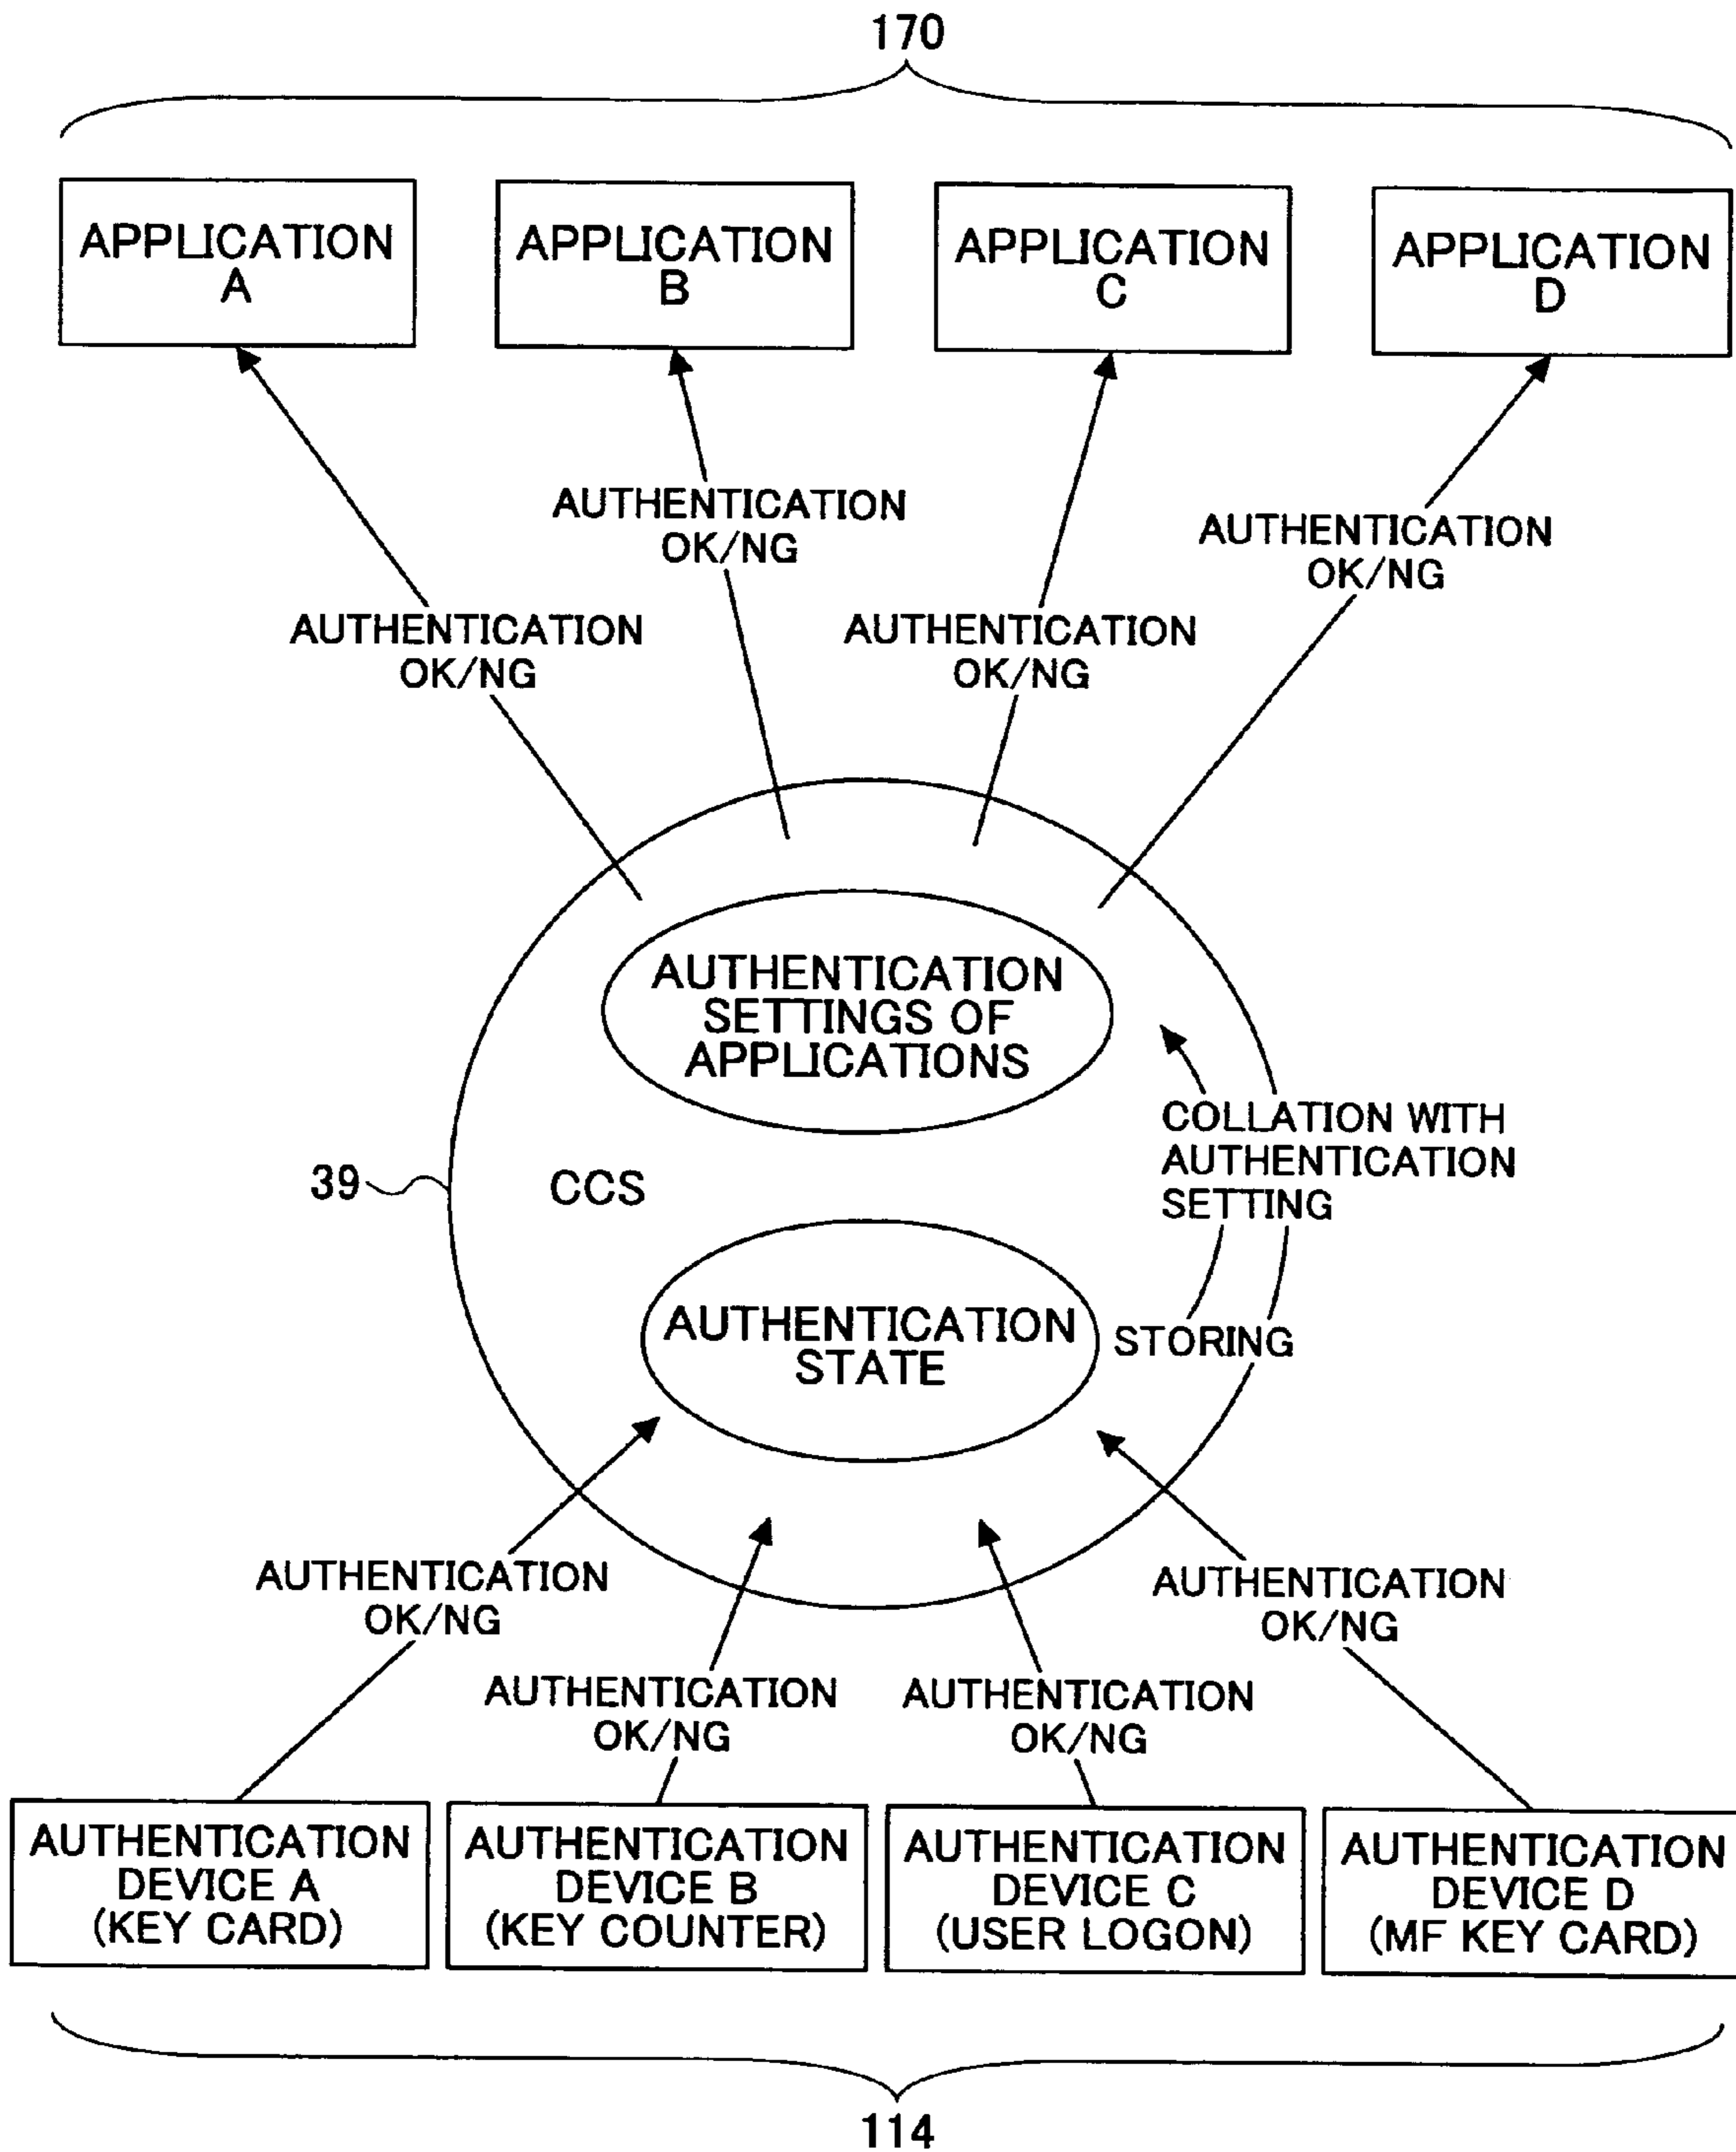 170
APPLICATION
A
APPLICATION
B
APPLICATION
C
APPLICATION
D
AUTHENTICATION
OK/NG
AUTHENTICATION
OK/NG
AUTHENTICATION
OK/NG
AUTHENTICATION
OK/NG
AUTHENTICATION
SETTINGS OF
APPLICATIONS
COLLATION WITH
AUTHENTICATION
SETTING
39
CCS
AUTHENTICATION
STATE
STORING
AUTHENTICATION
OK/NG
AUTHENTICATION
OK/NG
AUTHENTICATION
OK/NG
AUTHENTICATION
OK/NG
AUTHENTICATION
DEVICE A
(KEY CARD)
AUTHENTICATION
DEVICE B
(KEY COUNTER)
AUTHENTICATION
DEVICE C
(USER LOGON)
AUTHENTICATION
DEVICE D
(MF KEY CARD)
114